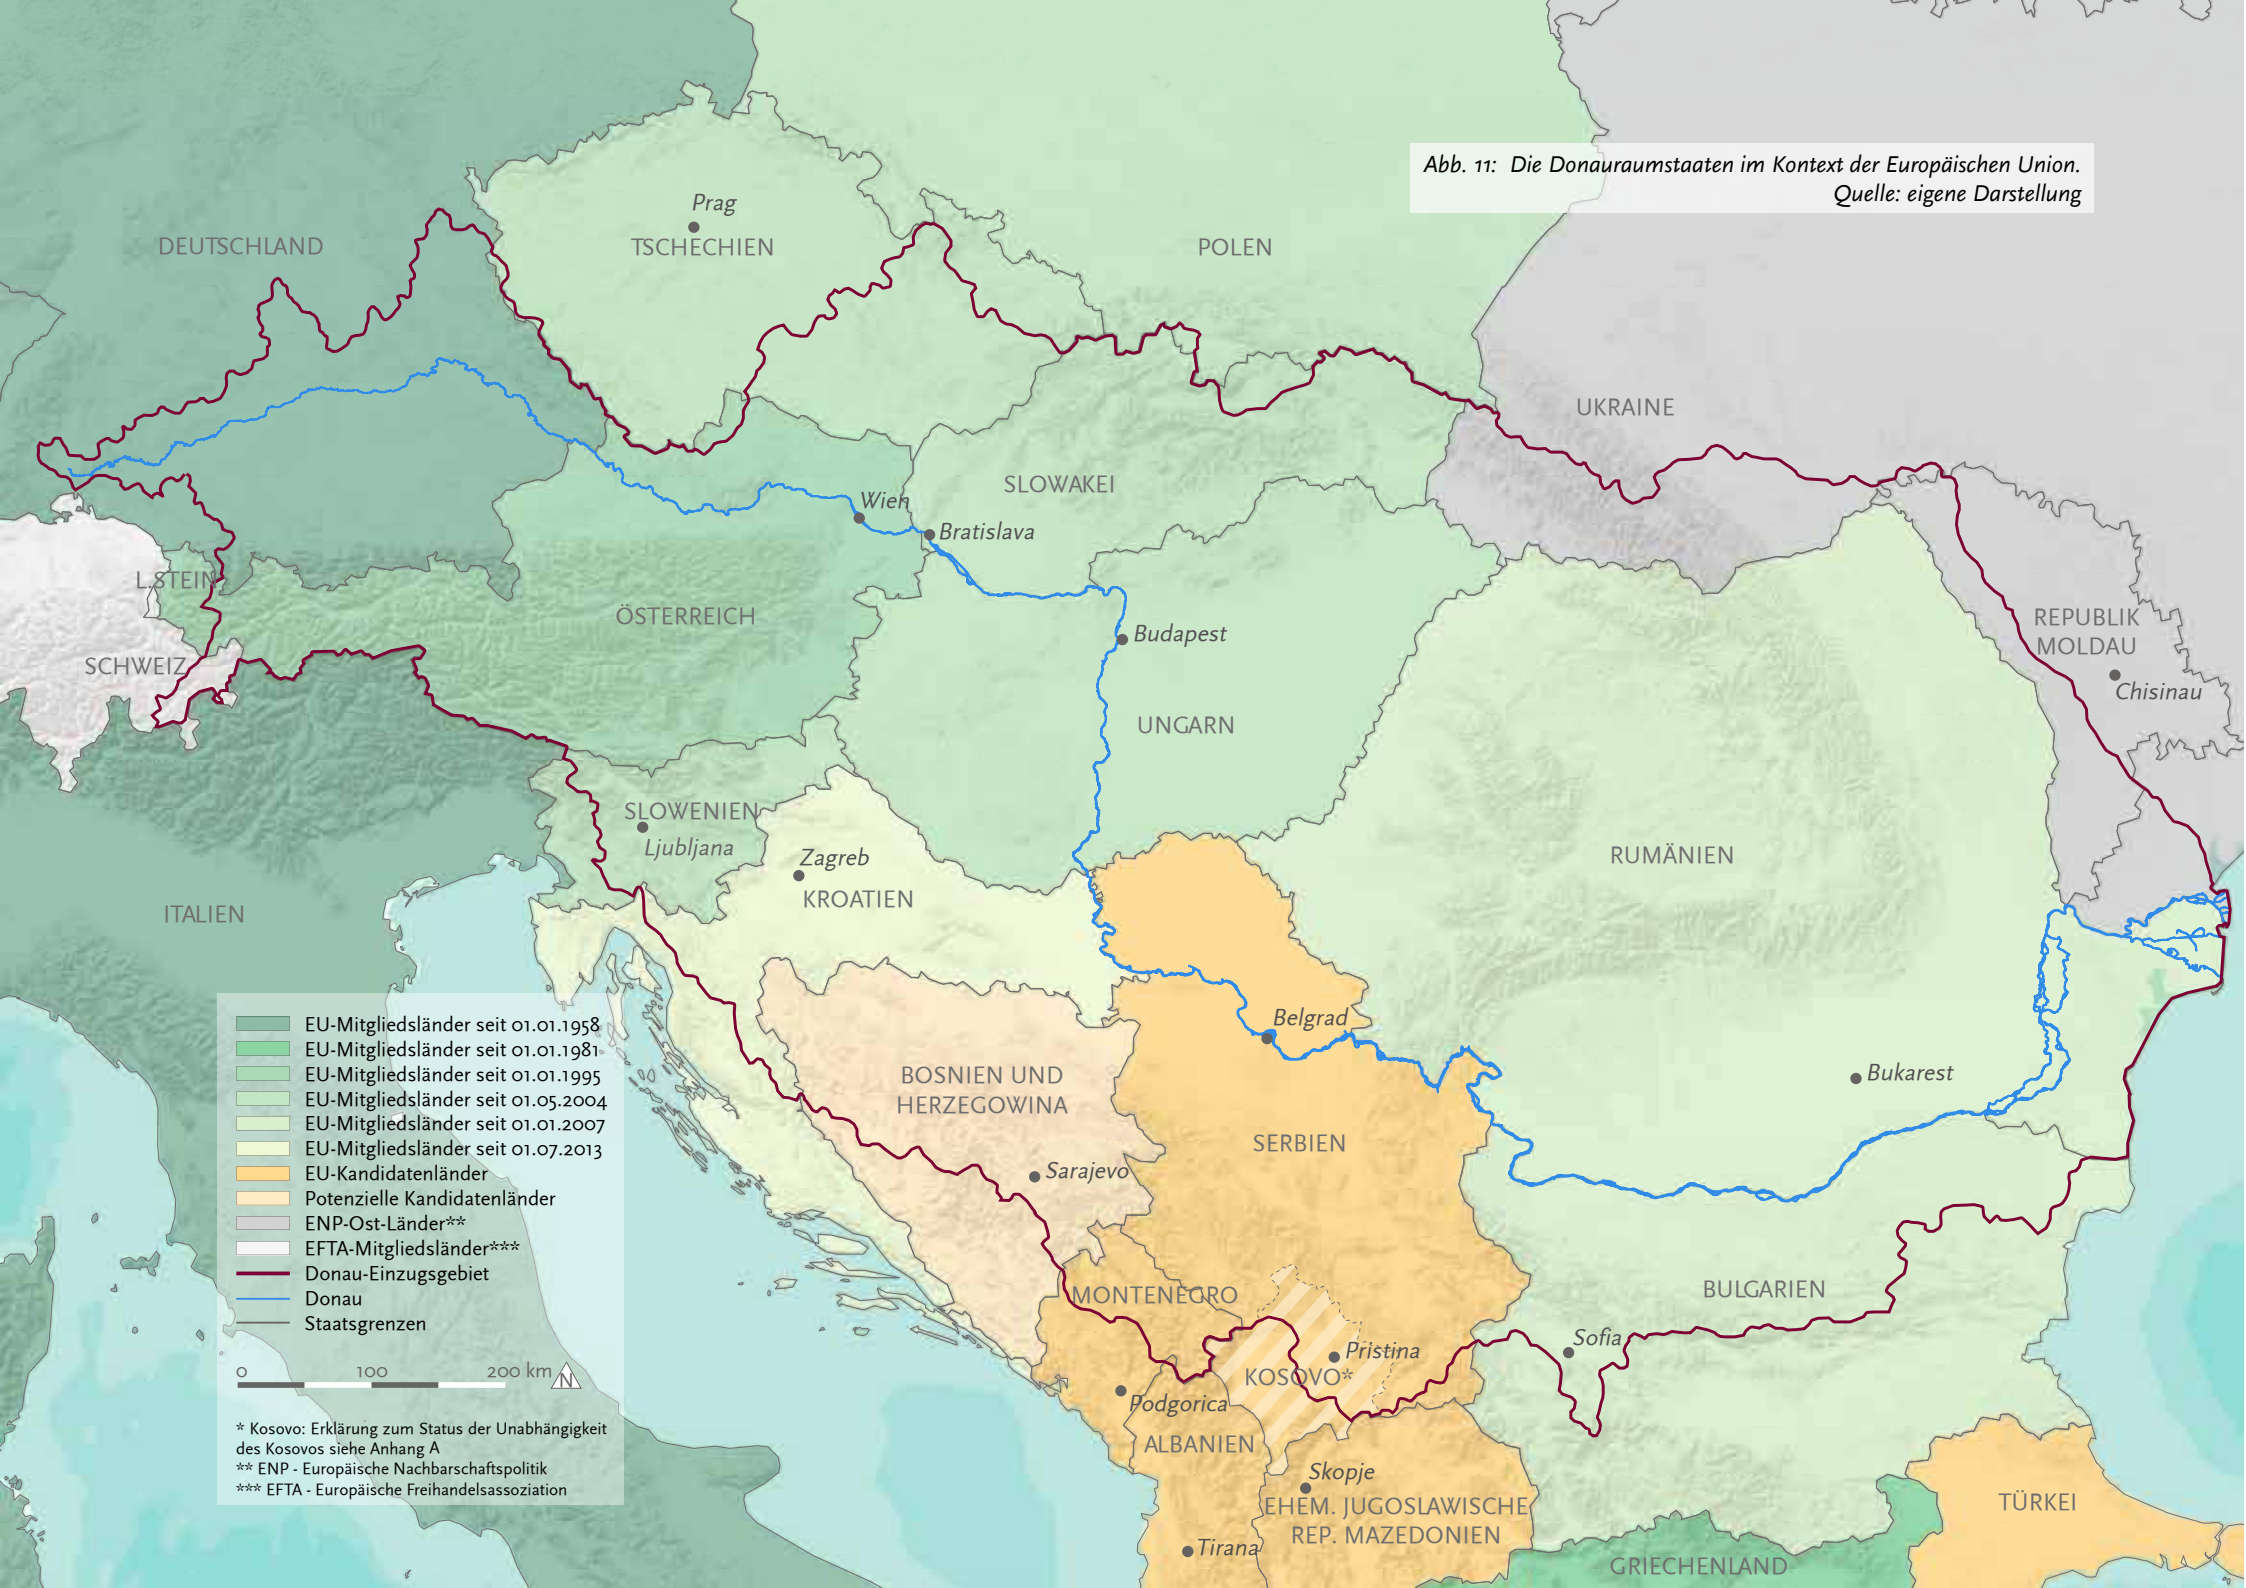 Abb. 11: Die Donauraumstaaten im Kontext der Europäischen Union.
Quelle: eigene Darstellung
Prag
DEUTSCHLAND
TSCHECHIEN
POLEN
UKRAINE
SLOWAKEI
Wien
Bratislava
L.STEIN
ÖSTERREICH
Budapest
REPUBLIK
MOLDAU
SCHWEIZ
Chisinau
UNGARN
SLOWENIEN
Ljubljana
Zagreb
KROATIEN
RUMÄNIEN
ITALIEN
Belgrad
Bukarest
BOSNIEN UND
HERZEGOWINA
SERBIEN
Sarajevo
MONTENEGRO
BULGARIEN
Sofia
Pristina
KOSOVO*
Podgorica
ALBANIEN
Skopje
EHEM. JUGOSLAWISCHE
REP. MAZEDONIEN
TÜRKEI
Tirana
GRIECHENLAND
EU-Mitgliedsländer seit 01.01.1958
EU-Mitgliedsländer seit 01.01.1981
EU-Mitgliedsländer seit 01.01.1995
EU-Mitgliedsländer seit 01.05.2004
EU-Mitgliedsländer seit 01.01.2007
EU-Mitgliedsländer seit 01.07.2013
EU-Kandidatenländer
Potenzielle Kandidatenländer
ENP-Ost-Länder**
EFTA-Mitgliedsländer***
Donau-Einzugsgebiet
Donau
Staatsgrenzen
0 100 200 km N
* Kosovo: Erklärung zum Status der Unabhängigkeit
des Kosovos siehe Anhang A
** ENP - Europäische Nachbarschaftspolitik
*** EFTA - Europäische Freihandelsassoziation